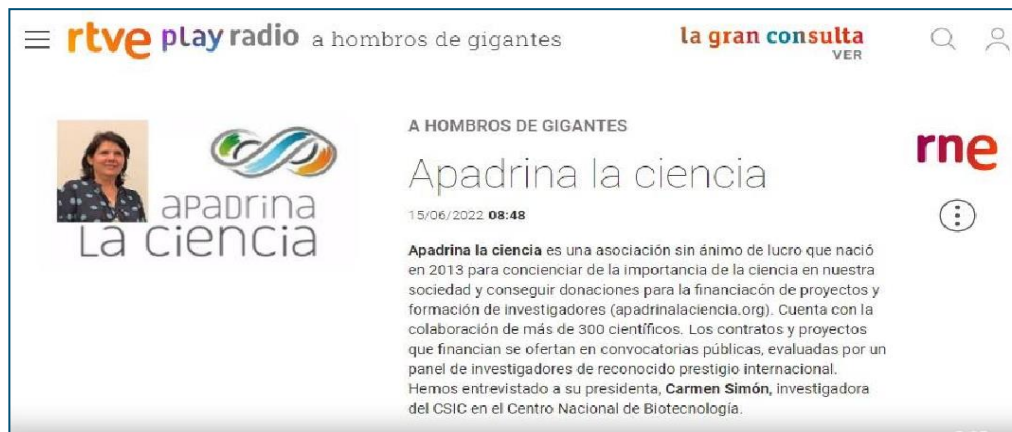 rtve play radio a hombros de gigantes
la gran consulta
VER
apadrina
La ciencia
A HOMBROS DE GIGANTES
Apadrina la ciencia
15/06/2022 08:48
Apadrina la ciencia es una asociación sin ánimo de lucro que nació
en 2013 para concienciar de la importancia de la ciencia en nuestra
sociedad y conseguir donaciones para la financiacón de proyectos y
formación de investigadores (apadrinalaciencia.org). Cuenta con la
colaboración de más de 300 científicos. Los contratos y proyectos
que financian se ofertan en convocatorias públicas, evaluadas por un
panel de investigadores de reconocido prestigio internacional.
Hemos entrevistado a su presidenta, Carmen Simón, investigadora
del CSIC en el Centro Nacional de Biotecnología.
rne